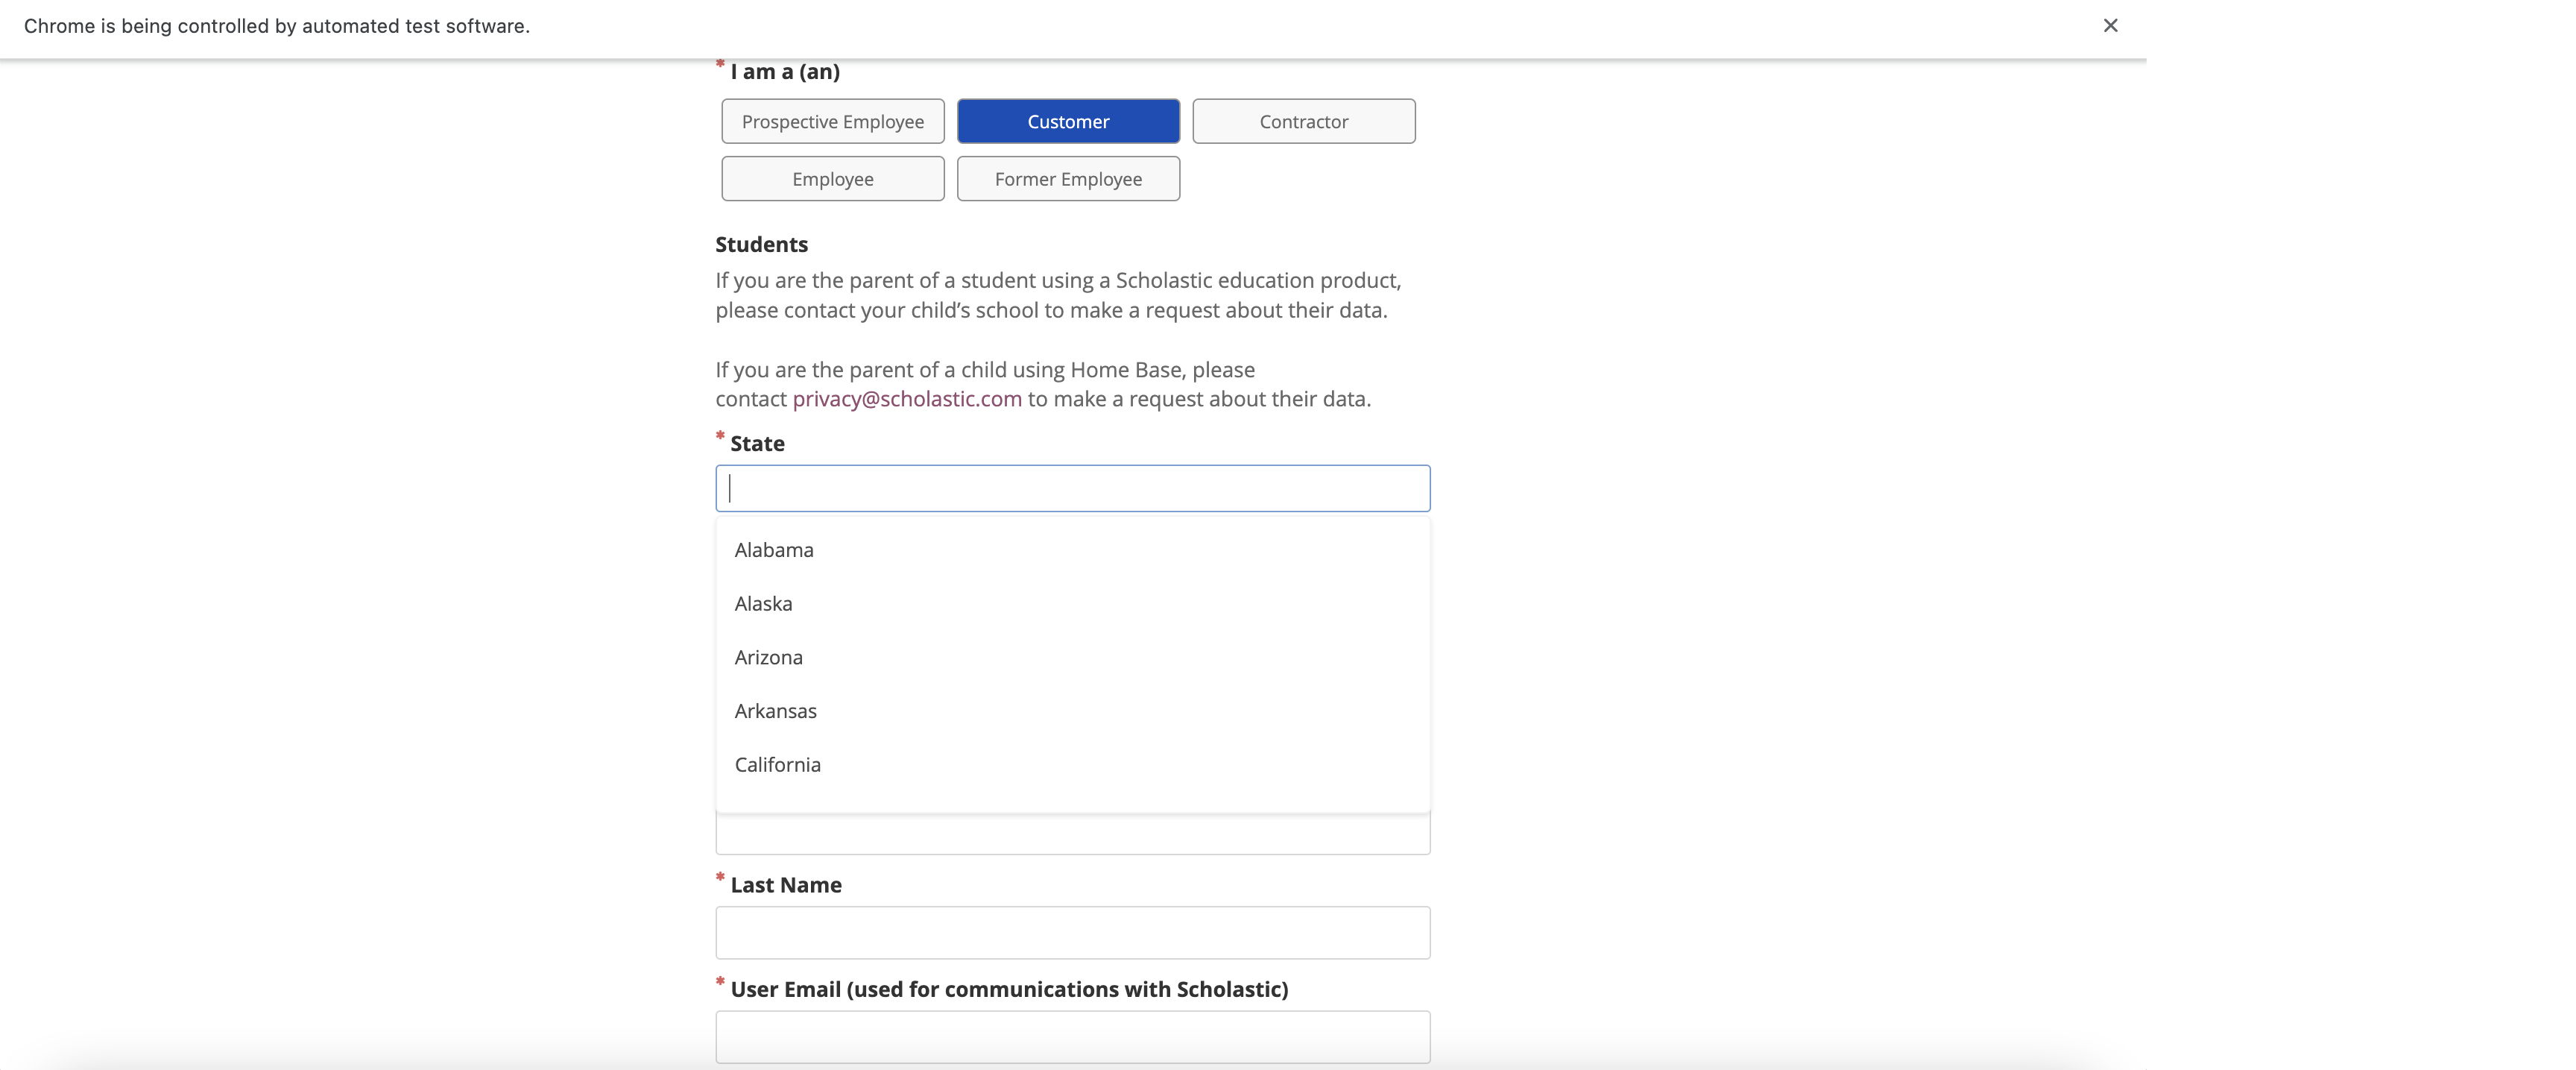 Chrome is being controlled by automated test software.
* I am a (an)
Prospective Employee
Customer
Contractor
Employee
Former Employee
Students
If you are the parent of a student using a Scholastic education product,
please contact your child’s school to make a request about their data.
If you are the parent of a child using Home Base, please
contact privacy@scholastic.com to make a request about their data.
* State
Alabama
Alaska
Arizona
Arkansas
California
* Last Name
* User Email (used for communications with Scholastic)